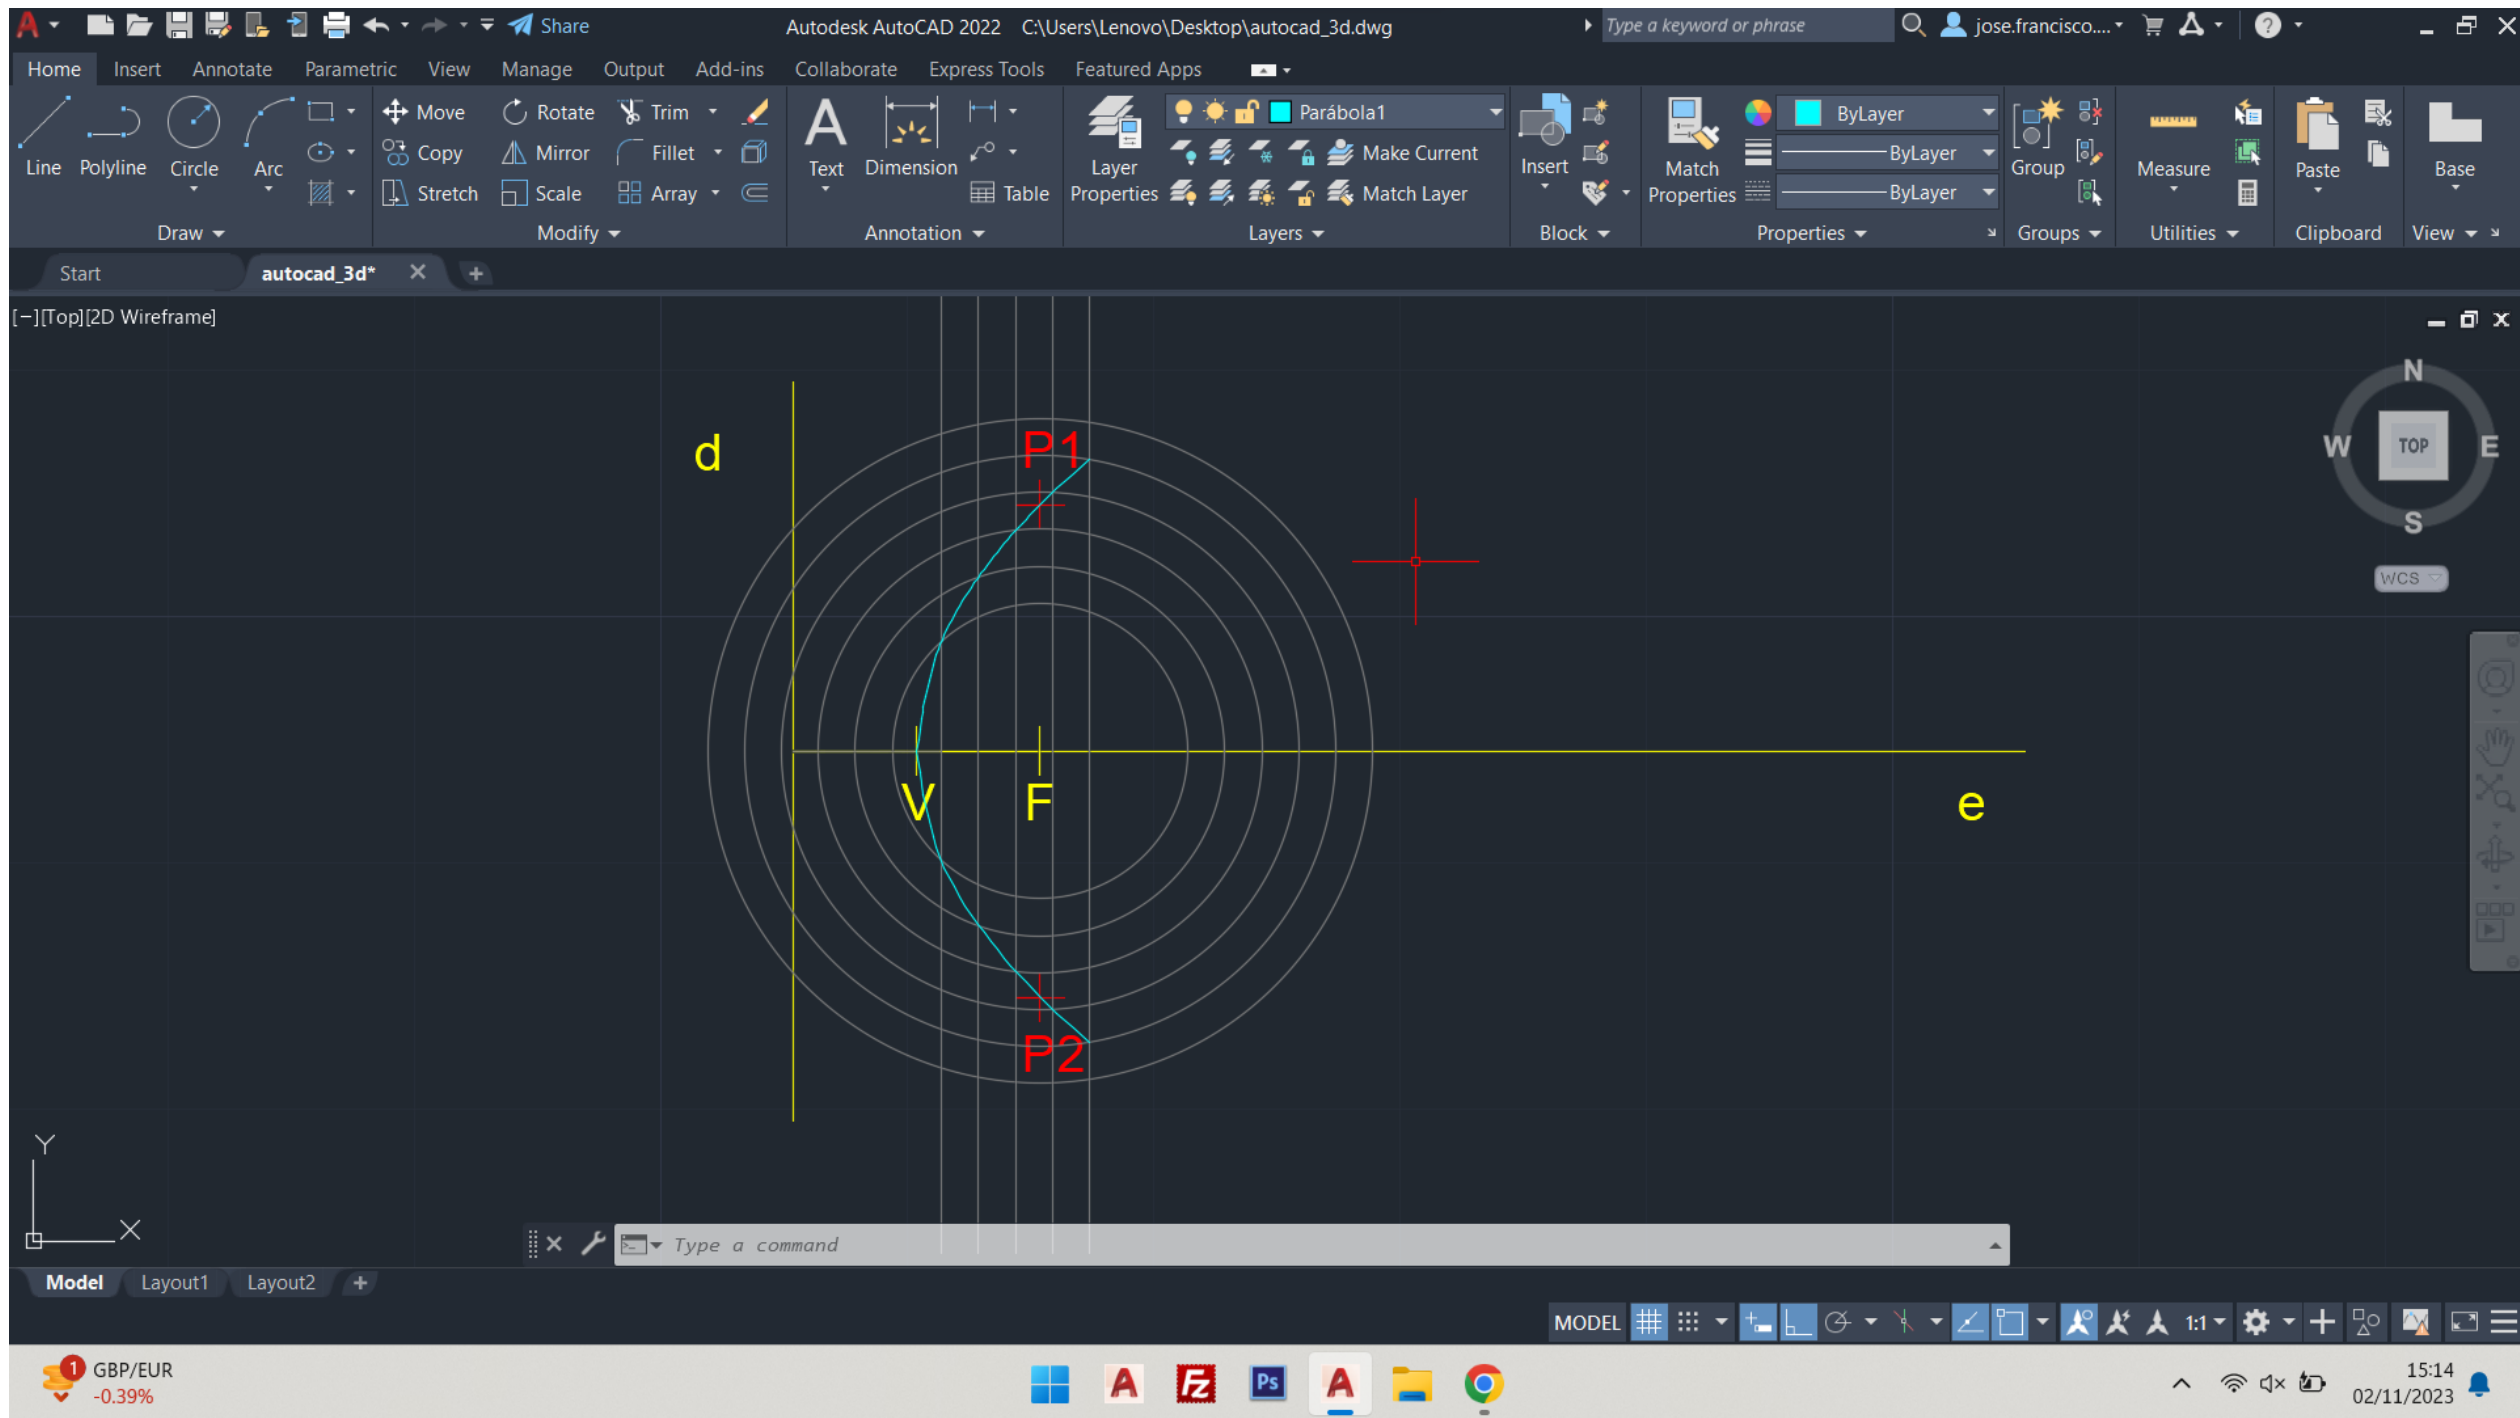 Share
Autodesk AutoCAD 2022 C:\Users\Lenovo\Desktop\autocad_3d.dwg
Type a keyword or phrase
jose.francisco....
Home Insert Annotate Parametric View Manage Output Add-ins Collaborate Express Tools Featured Apps
Move Rotate Trim Parábola1 ByLayer
Copy Mirror Fillet Make Current ByLayer
Line Polyline Circle Arc Text Dimension Layer Properties Insert Match Properties Group Measure Paste Base
Stretch Scale Array Table Match Layer ByLayer
Draw Modify Annotation Layers Block Properties Groups Utilities Clipboard View
Start autocad_3d*
[−][Top][2D Wireframe]
N
W TOP E
S
WCS
d
P1
V F e
P2
Y
X
Type a command
Model Layout1 Layout2
MODEL 1:1
1 GBP/EUR
-0.39%
Fz Ps
15:14
02/11/2023